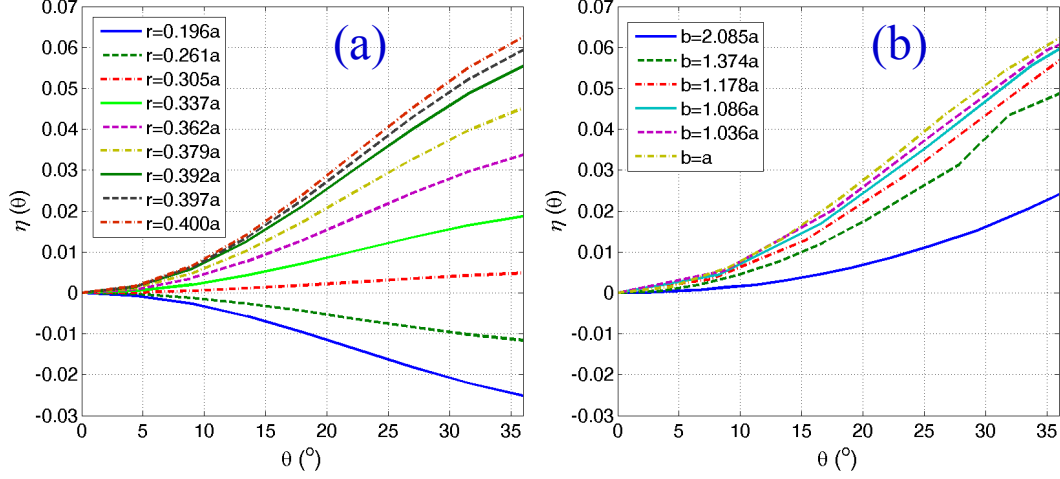 (a)
0.07
0.06
0.05
0.04
0.03
0.02
0.01
0
-0.01
-0.02
-0.03
η (θ)
r=0.196a
r=0.261a
r=0.305a
r=0.337a
r=0.362a
r=0.379a
r=0.392a
r=0.397a
r=0.400a
0 5 10 15 20 25 30 35
θ (°)
(b)
0.07
0.06
0.05
0.04
0.03
0.02
0.01
0
-0.01
-0.02
-0.03
η (θ)
b=2.085a
b=1.374a
b=1.178a
b=1.086a
b=1.036a
b=a
0 5 10 15 20 25 30 35
θ (°)